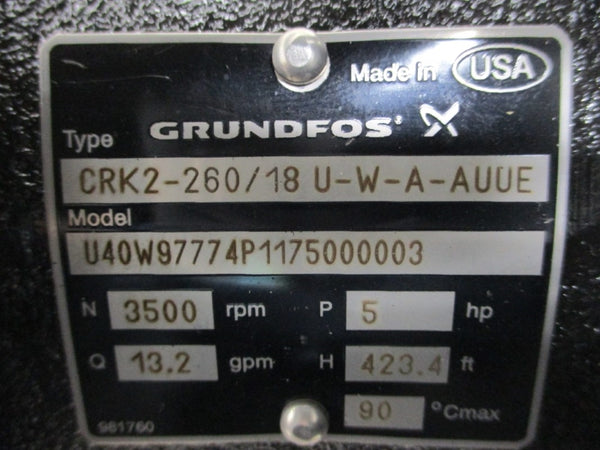 Made in USA
GRUNDFOS
Type
CRK2-260/18 U-W-A-AUUE
Model
U40W97774P1175000003
N 3500 rpm P 5 hp
Q 13.2 gpm H 423.4 ft
90 °Cmax
981760